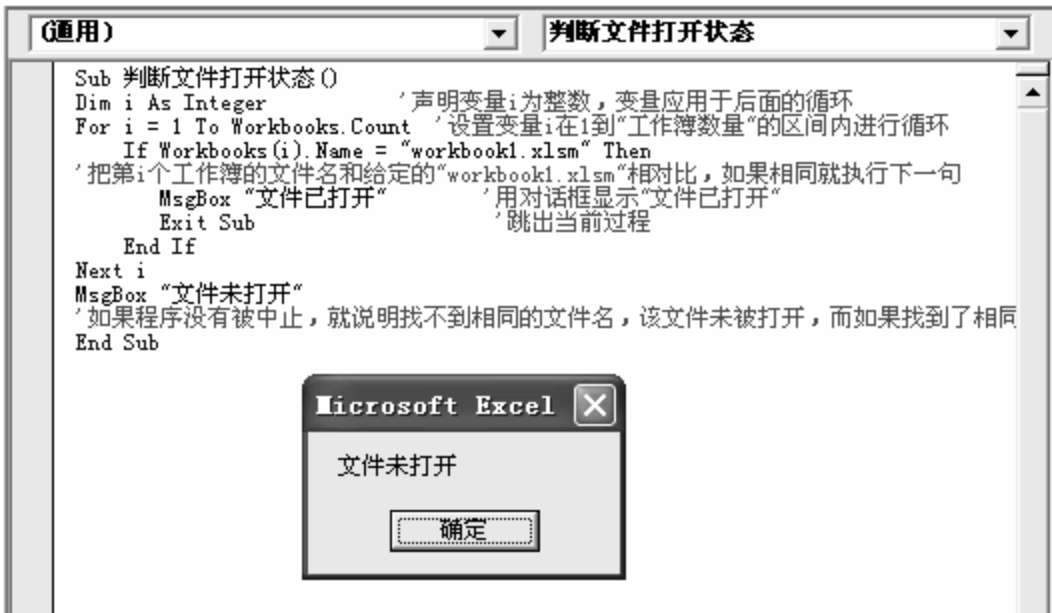 (通用)
判断文件打开状态
Sub 判断文件打开状态()
Dim i As Integer '声明变量i为整数，变量应用于后面的循环
For i = 1 To Workbooks.Count '设置变量i在1到"工作簿数量"的区间内进行循环
If Workbooks(i).Name = "workbook1.xlsm" Then
'把第i个工作簿的文件名和给定的"workbook1.xlsm"相对比，如果相同就执行下一句
MsgBox "文件已打开" '用对话框显示"文件已打开"
Exit Sub '跳出当前过程
End If
Next i
MsgBox "文件未打开"
'如果程序没有被中止，就说明找不到相同的文件名，该文件未被打开，而如果找到了相同
End Sub
Microsoft Excel
文件未打开
确定